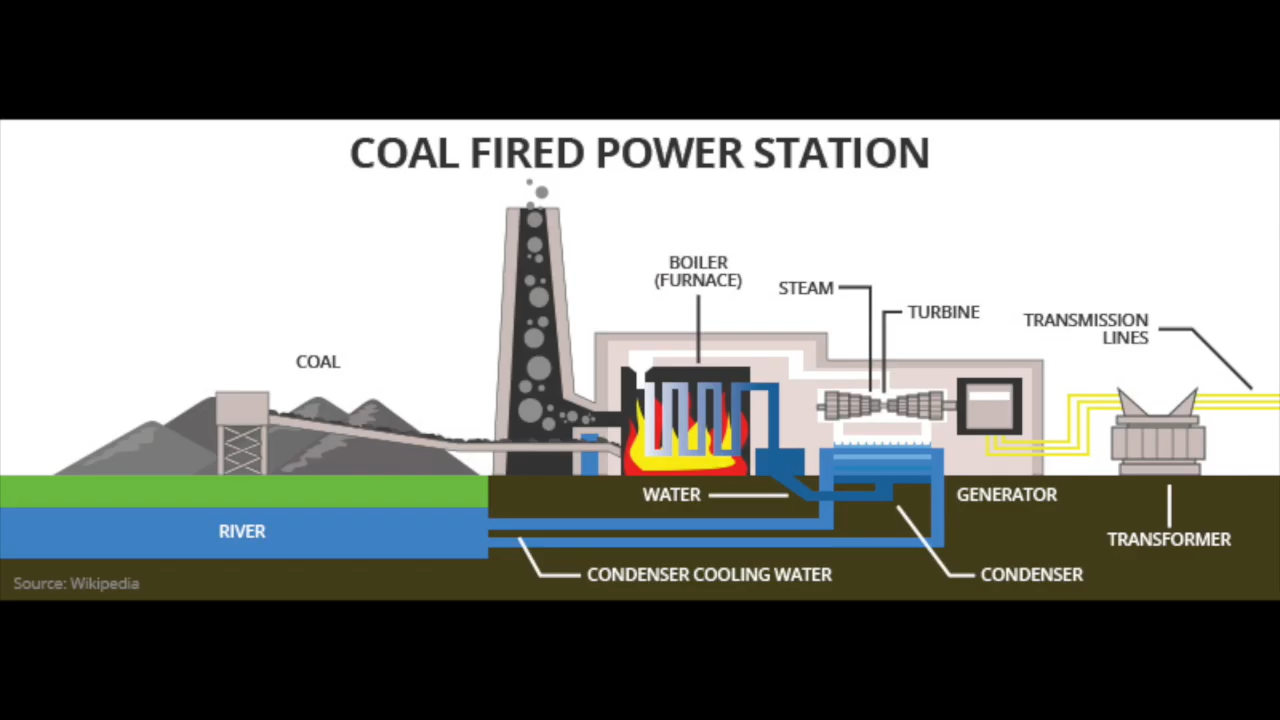 COAL FIRED POWER STATION
BOILER
(FURNACE)
STEAM
TURBINE
TRANSMISSION
LINES
COAL
WATER
GENERATOR
RIVER
TRANSFORMER
CONDENSER COOLING WATER
CONDENSER
Source: Wikipedia